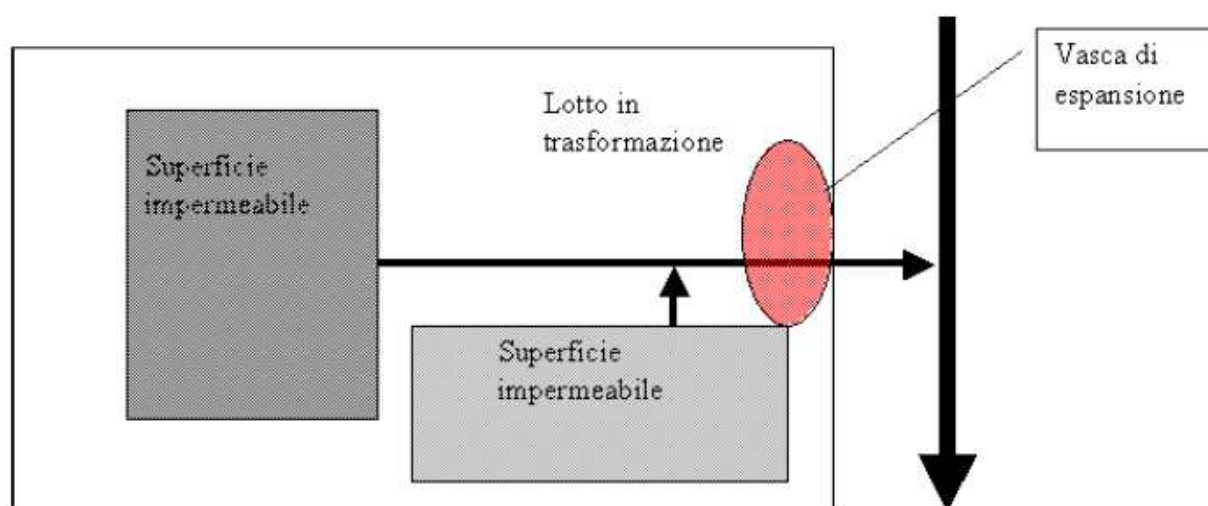 Lotto in
trasformazione
Vasca di
espansione
Superficie
impermeabile
Superficie
impermeabile